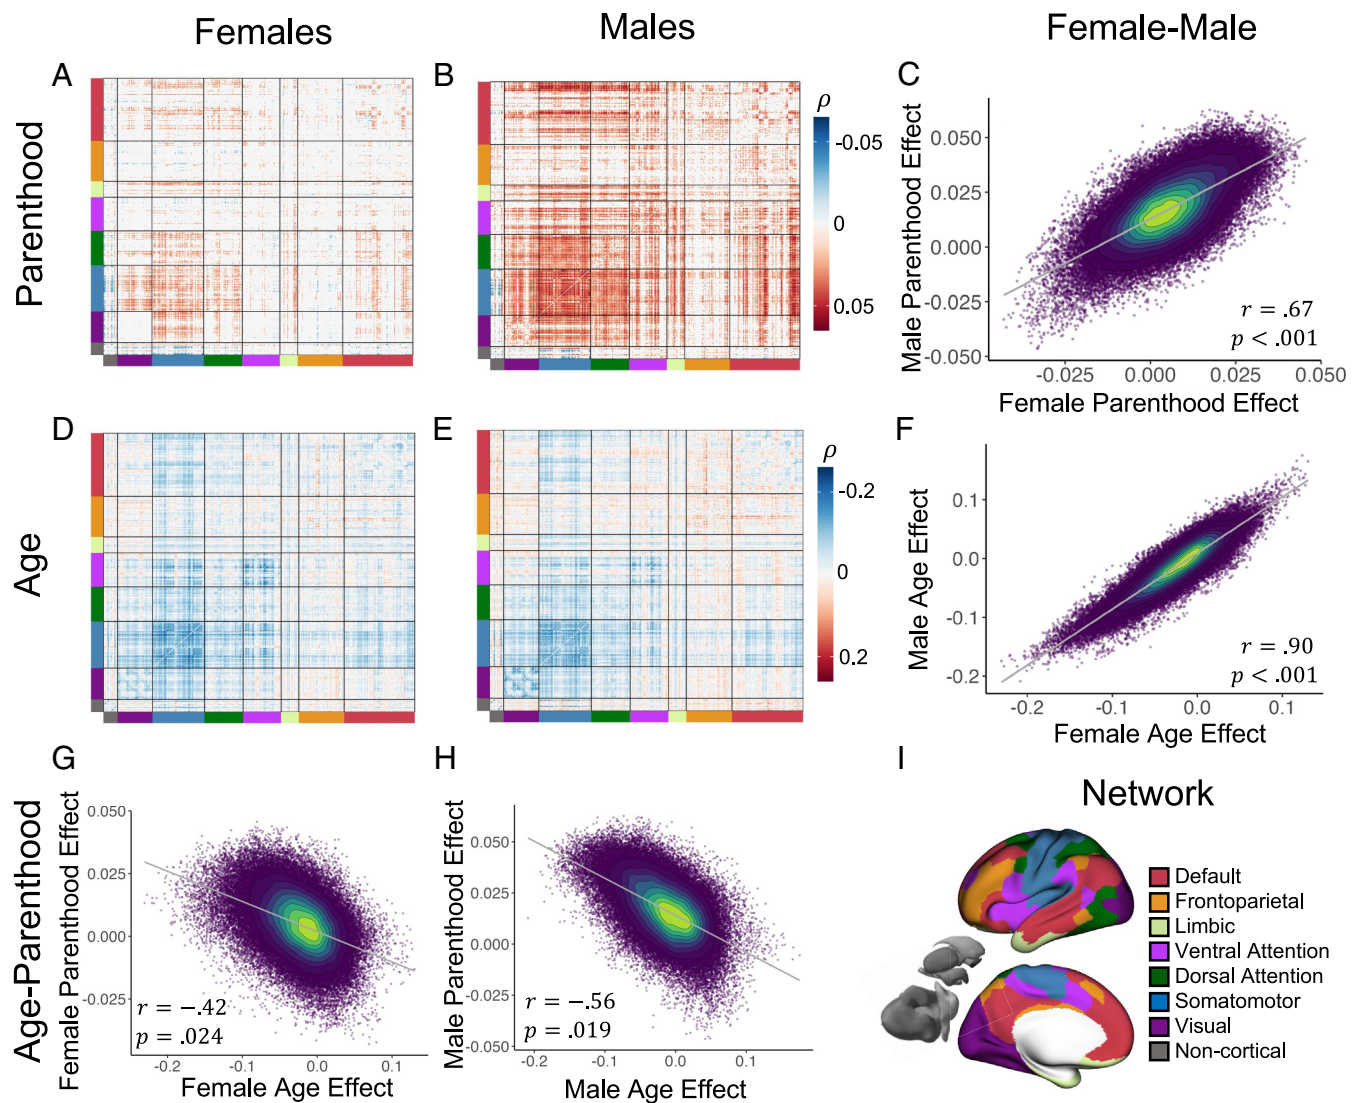 Females
Males
Female-Male
Parenthood
A
B
ρ
-0.05
0
0.05
C
Male Parenthood Effect
0.050
0.025
0.000
-0.025
-0.050
r = .67
p < .001
-0.025
0.000
0.025
0.050
Female Parenthood Effect
Age
D
E
ρ
-0.2
0
0.2
F
Male Age Effect
0.1
0.0
-0.1
-0.2
r = .90
p < .001
-0.2
-0.1
0.0
0.1
Female Age Effect
Age-Parenthood
G
Female Parenthood Effect
0.050
0.025
0.000
-0.025
r = −.42
p = .024
-0.2
-0.1
0.0
0.1
Female Age Effect
H
Male Parenthood Effect
0.050
0.025
0.000
-0.025
-0.050
r = −.56
p = .019
-0.2
-0.1
0.0
0.1
Male Age Effect
I
Network
Default
Frontoparietal
Limbic
Ventral Attention
Dorsal Attention
Somatomotor
Visual
Non-cortical